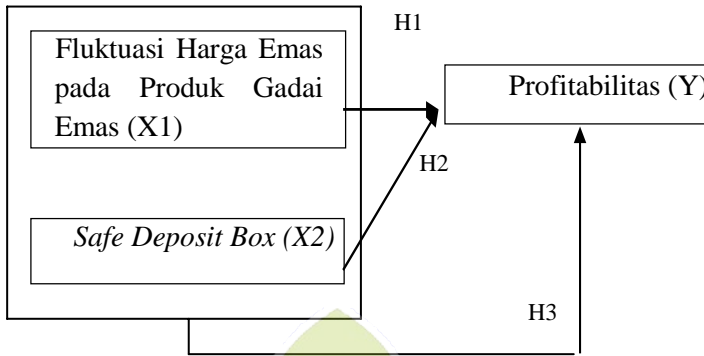 H1
Fluktuasi Harga Emas
pada Produk Gadai
Emas (X1)
Profitabilitas (Y)
H2
Safe Deposit Box (X2)
H3